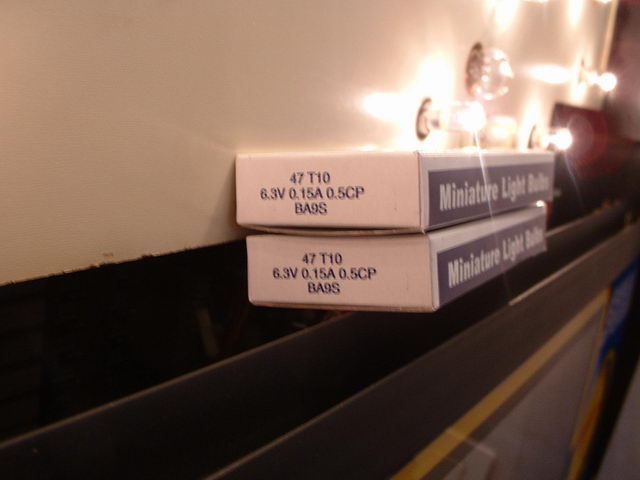 47 T10
6.3V 0.15A 0.5CP
BA9S
Miniature Light Bulbs
47 T10
6.3V 0.15A 0.5CP
BA9S
Miniature Light Bulbs